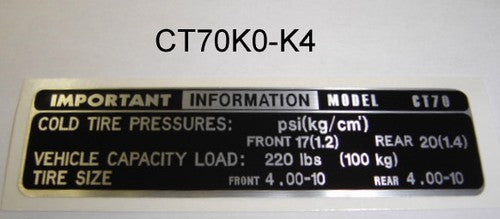 CT70K0-K4
IMPORTANT INFORMATION MODEL CT70
COLD TIRE PRESSURES: psi(kg/cm²)
FRONT 17(1.2) REAR 20(1.4)
VEHICLE CAPACITY LOAD: 220 lbs (100 kg)
TIRE SIZE FRONT 4.00-10 REAR 4.00-10